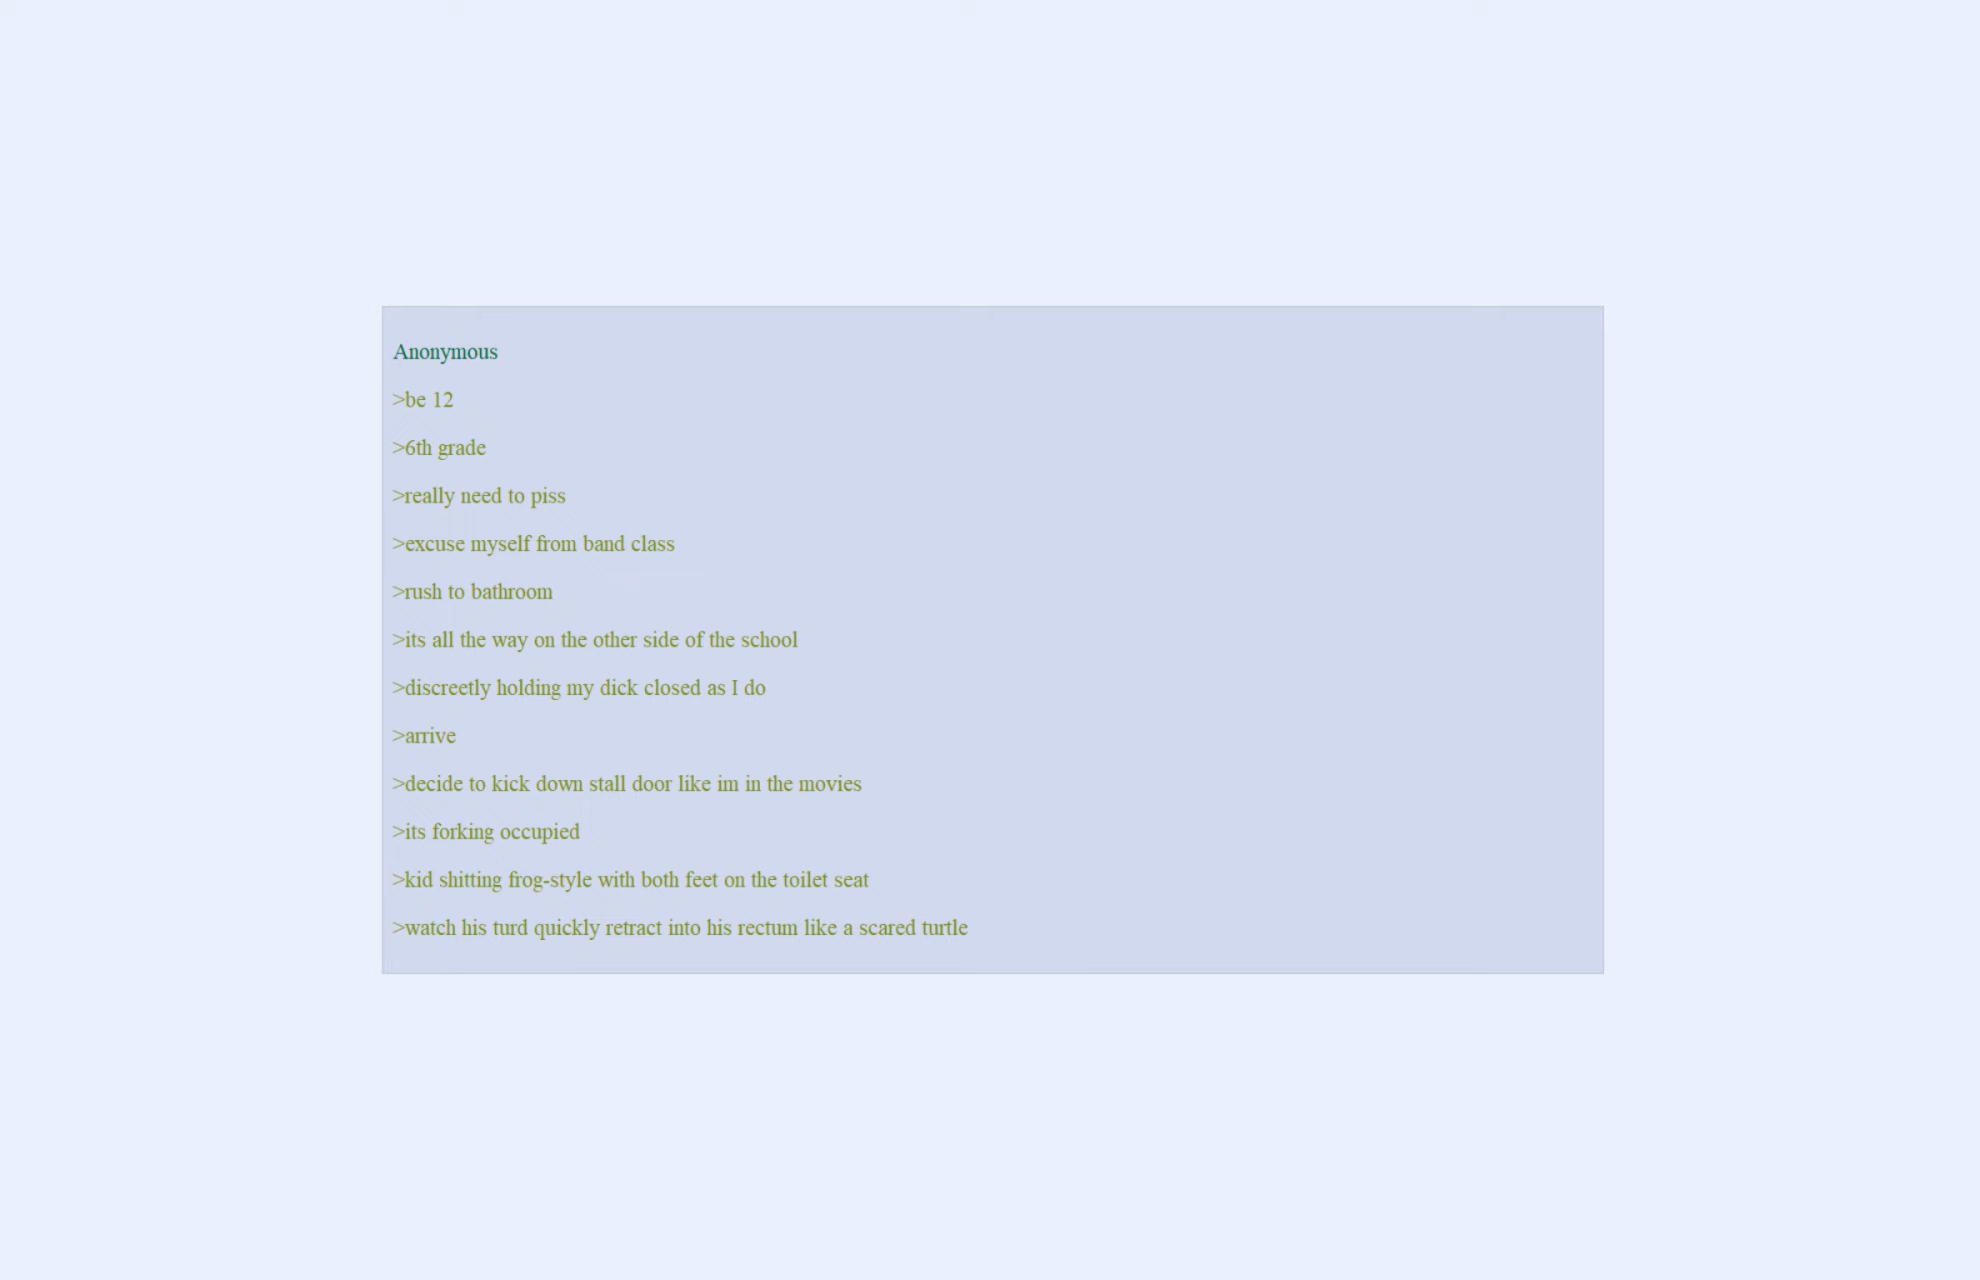 Anonymous
>be 12
>6th grade
>really need to piss
>excuse myself from band class
>rush to bathroom
>its all the way on the other side of the school
>discreetly holding my dick closed as I do
>arrive
>decide to kick down stall door like im in the movies
>its forking occupied
>kid shitting frog-style with both feet on the toilet seat
>watch his turd quickly retract into his rectum like a scared turtle